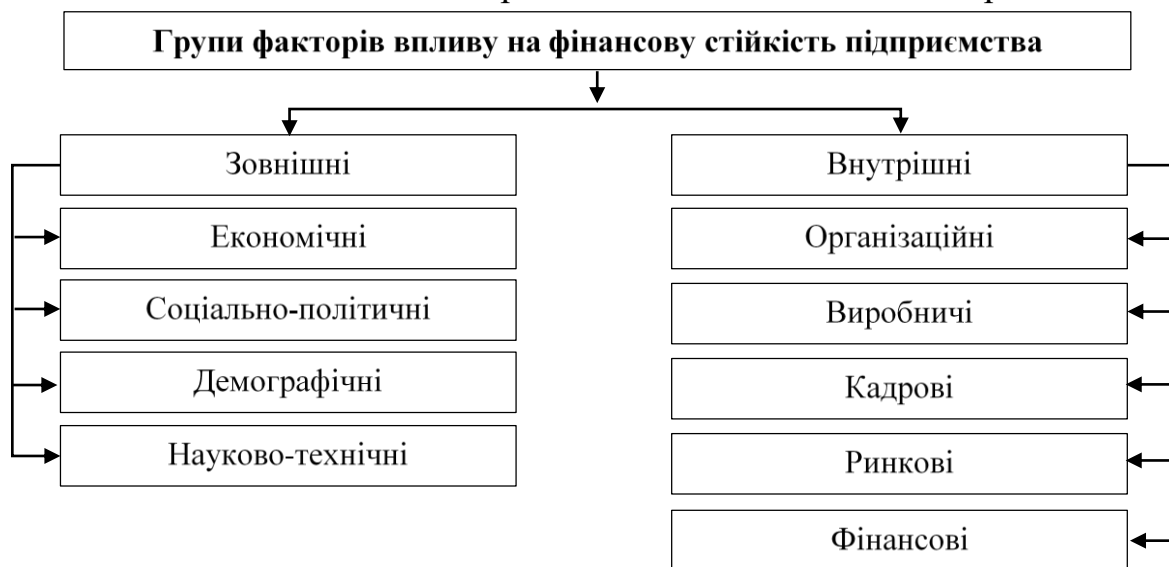 Групи факторів впливу на фінансову стійкість підприємства
Зовнішні
Економічні
Соціально-політичні
Демографічні
Науково-технічні
Внутрішні
Організаційні
Виробничі
Кадрові
Ринкові
Фінансові